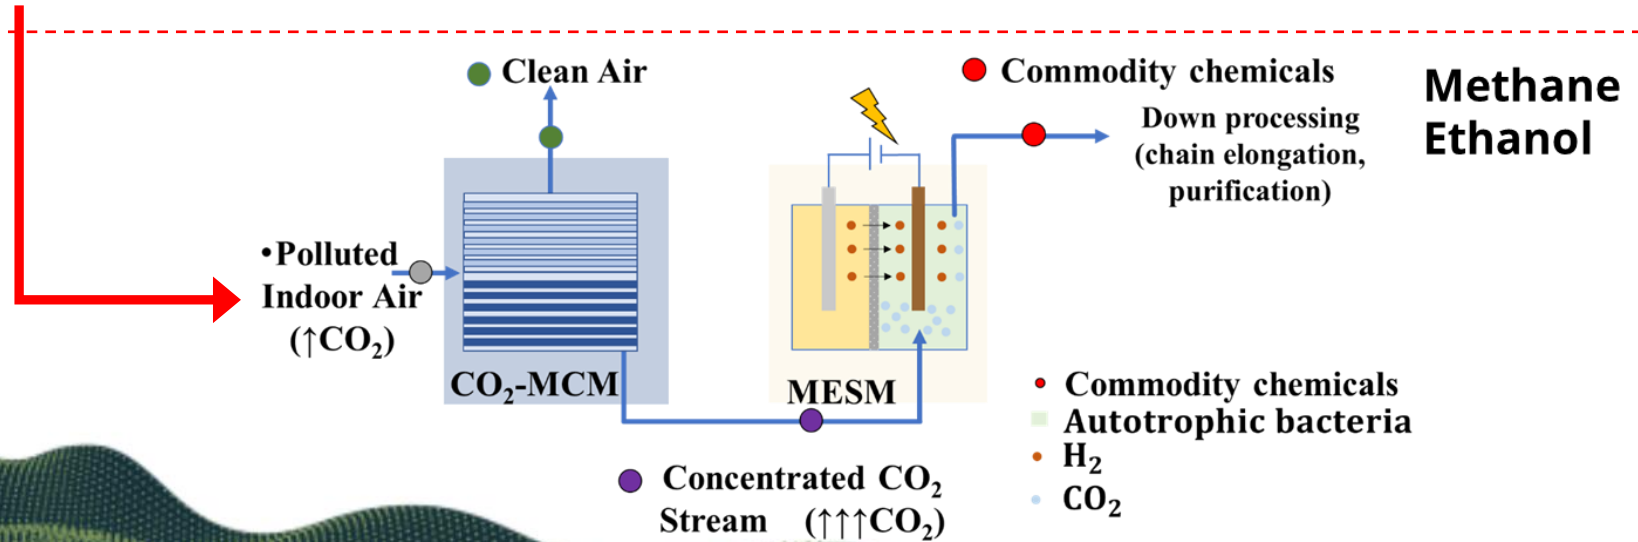 Clean Air
Commodity chemicals
Methane
Ethanol
Down processing
(chain elongation,
purification)
•Polluted
Indoor Air
(↑CO₂)
CO₂-MCM
MESM
Commodity chemicals
Autotrophic bacteria
H₂
CO₂
Concentrated CO₂
Stream (↑↑↑CO₂)